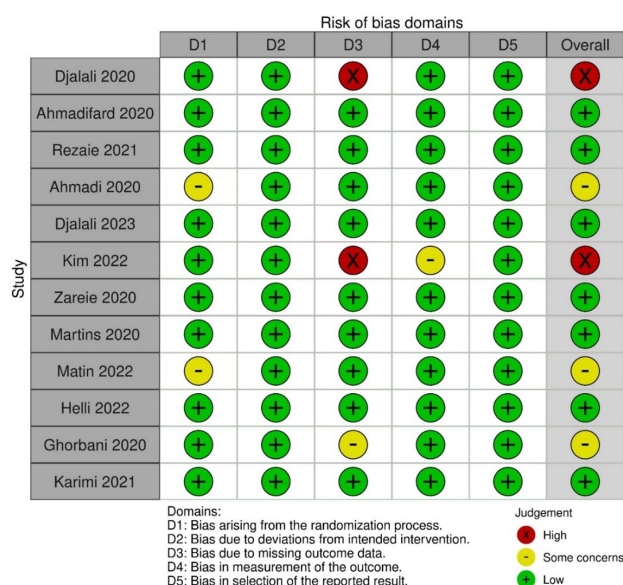 Risk of bias domains
D1 D2 D3 D4 D5 Overall
Study
Djalali 2020 + + X + + X
Ahmadifard 2020 + + + + + +
Rezaie 2021 + + + + + +
Ahmadi 2020 - + + + + -
Djalali 2023 + + + + + +
Kim 2022 + + X - + X
Zareie 2020 + + + + + +
Martins 2020 + + + + + +
Matin 2022 - + + + + -
Helli 2022 + + + + + +
Ghorbani 2020 + + - + + -
Karimi 2021 + + + + + +
Domains:
D1: Bias arising from the randomization process.
D2: Bias due to deviations from intended intervention.
D3: Bias due to missing outcome data.
D4: Bias in measurement of the outcome.
D5: Bias in selection of the reported result.
Judgement
X High
- Some concerns
+ Low